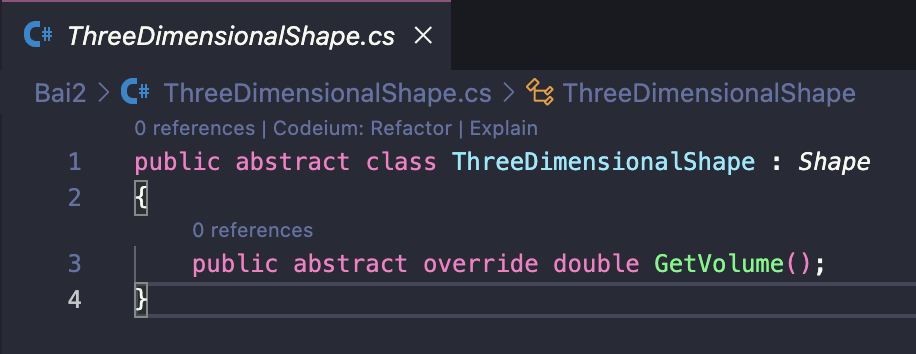 C# ThreeDimensionalShape.cs ×
Bai2 > C# ThreeDimensionalShape.cs > ThreeDimensionalShape
0 references | Codeium: Refactor | Explain
1 public abstract class ThreeDimensionalShape : Shape
2 {
0 references
3 public abstract override double GetVolume();
4 }